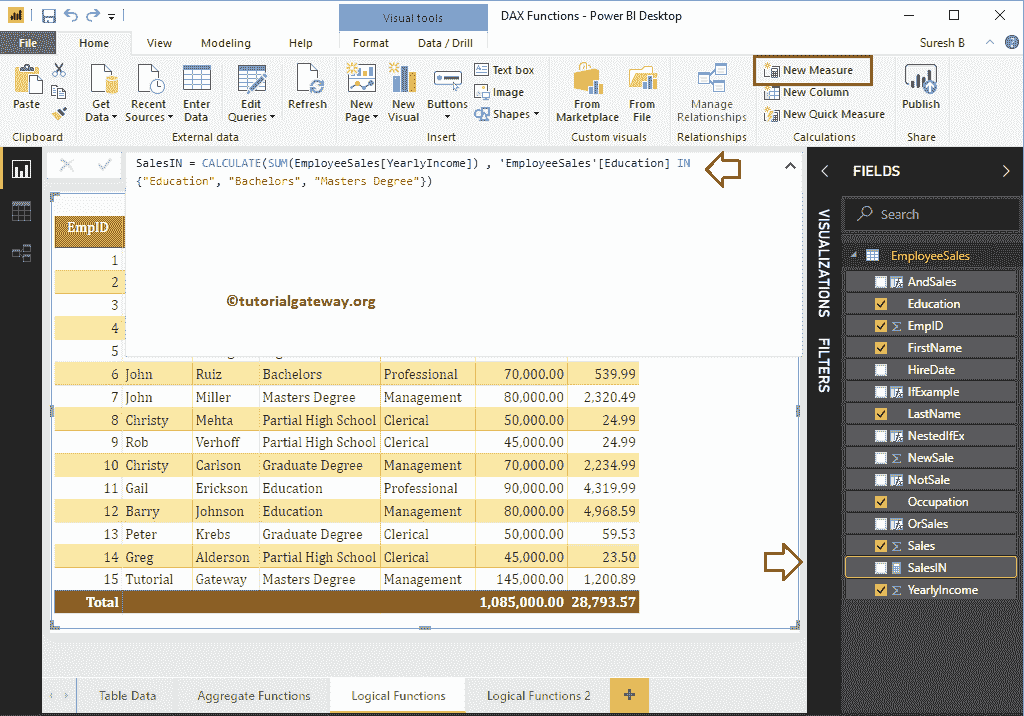 Visual tools
DAX Functions - Power BI Desktop
File Home View Modeling Help Format Data / Drill Suresh B
Paste
Clipboard
Get Data
Recent Sources
Enter Data
Edit Queries
External data
Refresh
New Page
New Visual
Buttons
Text box
Image
Shapes
Insert
From Marketplace
From File
Custom visuals
Manage Relationships
Relationships
New Measure
New Column
New Quick Measure
Calculations
Publish
Share
SalesIN = CALCULATE(SUM(EmployeeSales[YearlyIncome]) , 'EmployeeSales'[Education] IN
{"Education", "Bachelors", "Masters Degree"})
©tutorialgateway.org
EmpID
1
2
3
4
5
6 John Ruiz Bachelors Professional 70,000.00 539.99
7 John Miller Masters Degree Management 80,000.00 2,320.49
8 Christy Mehta Partial High School Clerical 50,000.00 24.99
9 Rob Verhoff Partial High School Clerical 45,000.00 24.99
10 Christy Carlson Graduate Degree Management 70,000.00 2,234.99
11 Gail Erickson Education Professional 90,000.00 4,319.99
12 Barry Johnson Education Management 80,000.00 4,968.59
13 Peter Krebs Graduate Degree Clerical 50,000.00 59.53
14 Greg Alderson Partial High School Clerical 45,000.00 23.50
15 Tutorial Gateway Masters Degree Management 145,000.00 1,200.89
Total 1,085,000.00 28,793.57
VISUALIZATIONS
FILTERS
FIELDS
Search
EmployeeSales
AndSales
Education
EmpID
FirstName
HireDate
IfExample
LastName
NestedIfEx
NewSale
NotSale
Occupation
OrSales
Sales
SalesIN
YearlyIncome
Table Data Aggregate Functions Logical Functions Logical Functions 2